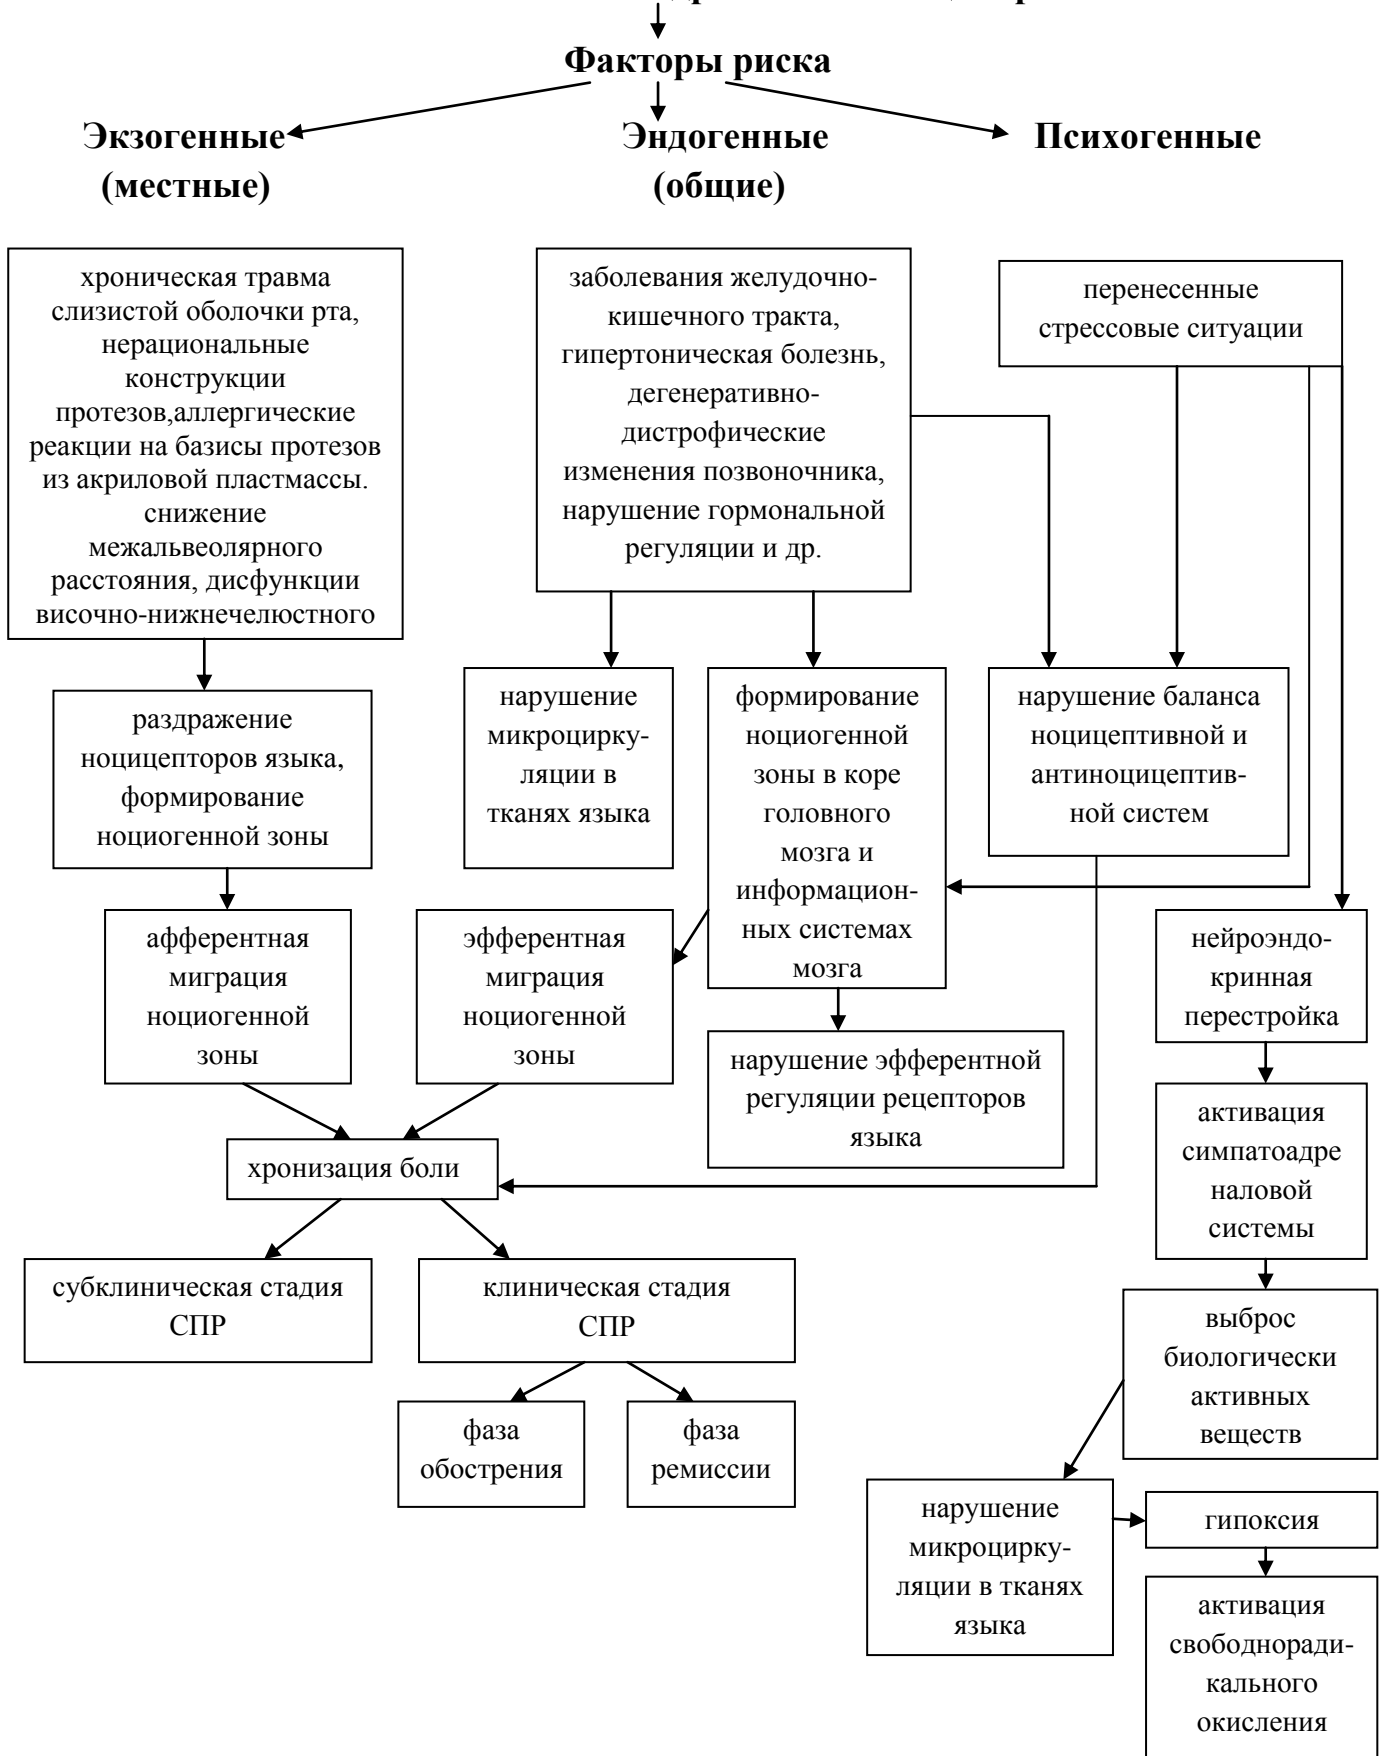 Факторы риска
Экзогенные
(местные)
Эндогенные
(общие)
Психогенные
хроническая травма
слизистой оболочки рта,
нерациональные
конструкции
протезов,аллергические
реакции на базисы протезов
из акриловой пластмассы.
снижение
межальвеолярного
расстояния, дисфункции
височно-нижнечелюстного
заболевания желудочно-
кишечного тракта,
гипертоническая болезнь,
дегенеративно-
дистрофические
изменения позвоночника,
нарушение гормональной
регуляции и др.
перенесенные
стрессовые ситуации
раздражение
ноцицепторов языка,
формирование
ноциогенной зоны
нарушение
микроцирку-
ляции в
тканях языка
формирование
ноциогенной
зоны в коре
головного
мозга и
информацион-
ных системах
мозга
нарушение баланса
ноцицептивной и
антиноцицептив-
ной систем
афферентная
миграция
ноциогенной
зоны
эфферентная
миграция
ноциогенной
зоны
нейроэндо-
кринная
перестройка
нарушение эфферентной
регуляции рецепторов
языка
активация
симпатоадре
наловой
системы
хронизация боли
субклиническая стадия
СПР
клиническая стадия
СПР
выброс
биологически
активных
веществ
фаза
обострения
фаза
ремиссии
нарушение
микроцирку-
ляции в тканях
языка
гипоксия
активация
свободноради-
кального
окисления